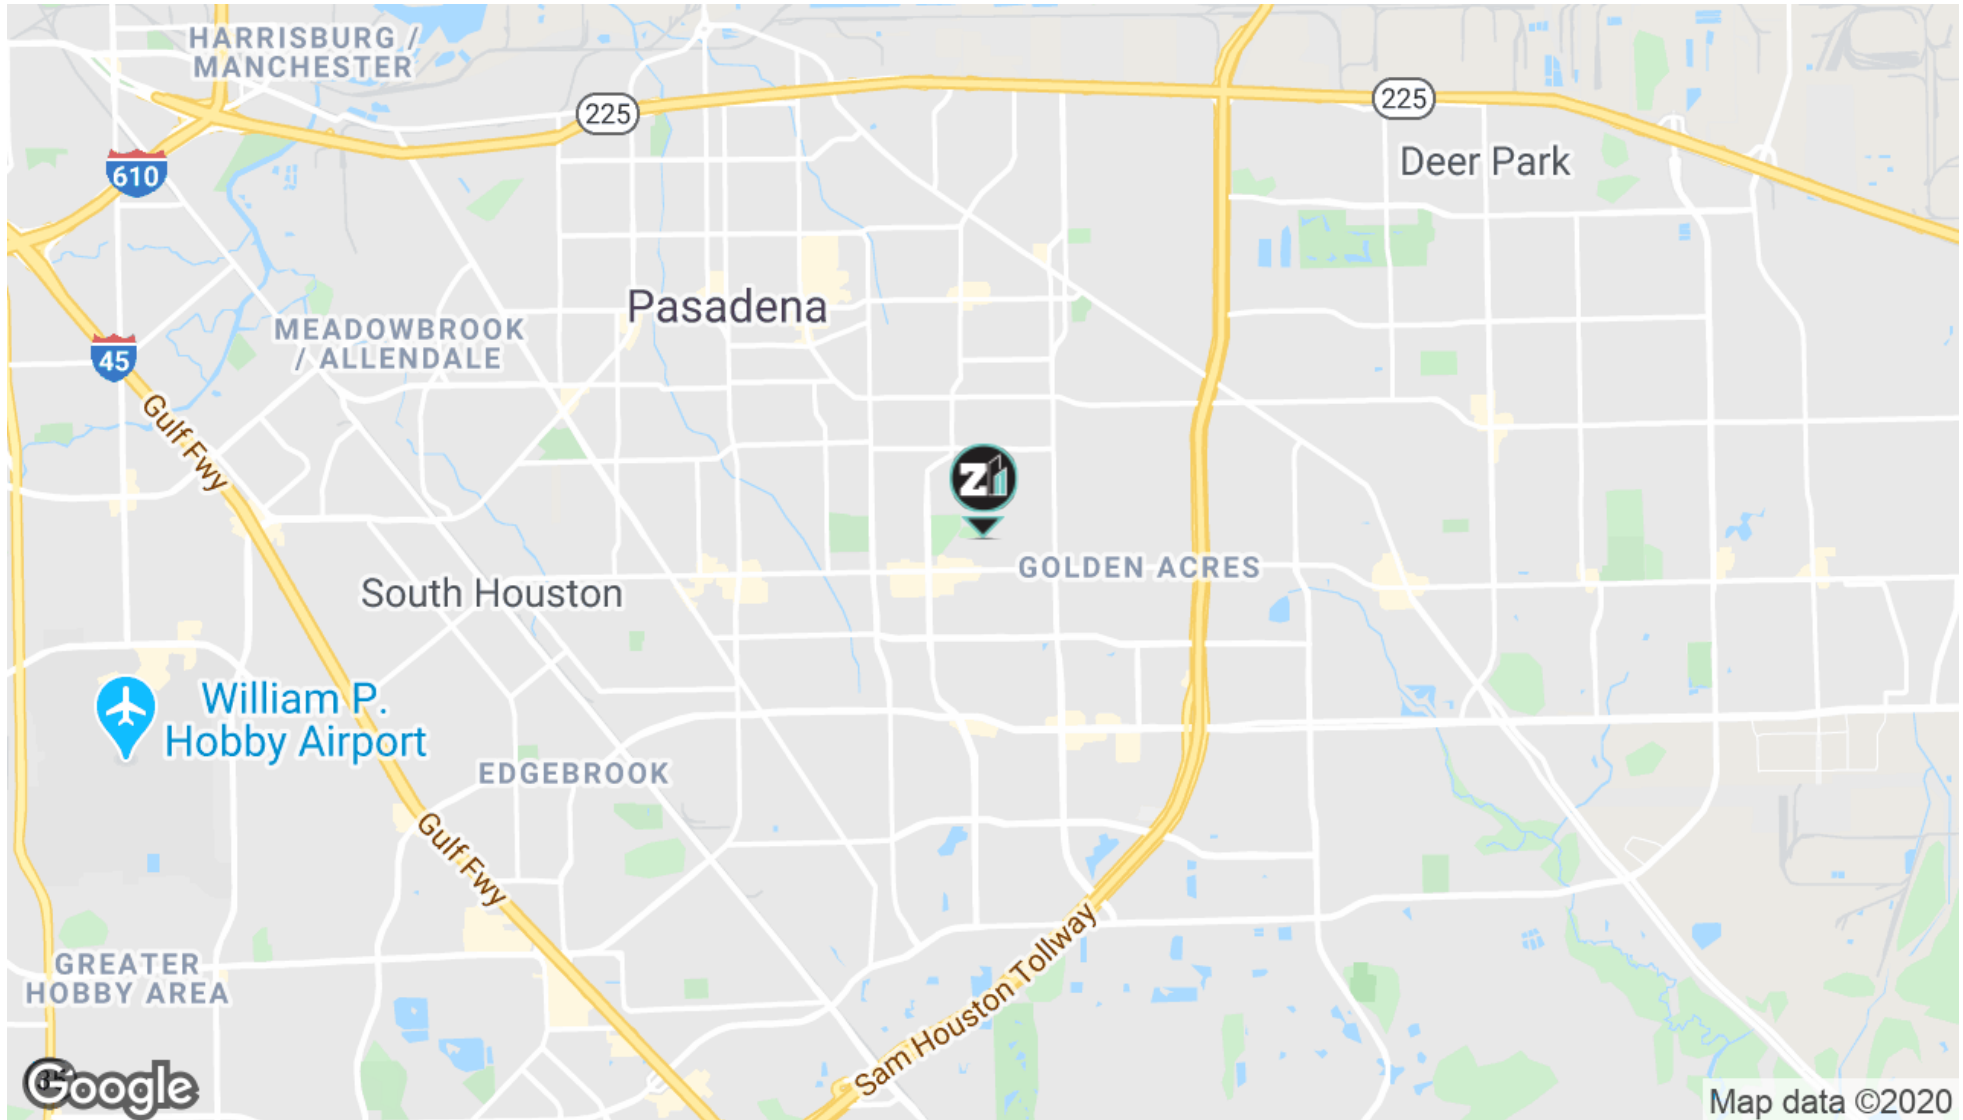 HARRISBURG /
MANCHESTER
225
225
Deer Park
610
Pasadena
MEADOWBROOK
/ ALLENDALE
45
Gulf Fwy
Z
GOLDEN ACRES
South Houston
William P.
Hobby Airport
EDGEBROOK
Gulf Fwy
Sam Houston Tollway
GREATER
HOBBY AREA
Google
Map data ©2020